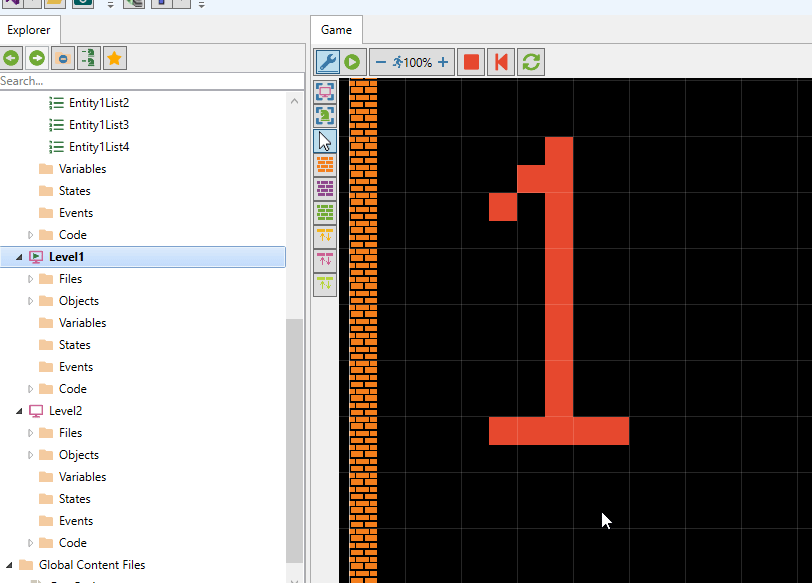 Explorer
Game
100%
Search...
Entity1List2
Entity1List3
Entity1List4
Variables
States
Events
Code
Level1
Files
Objects
Variables
States
Events
Code
Level2
Files
Objects
Variables
States
Events
Code
Global Content Files
1